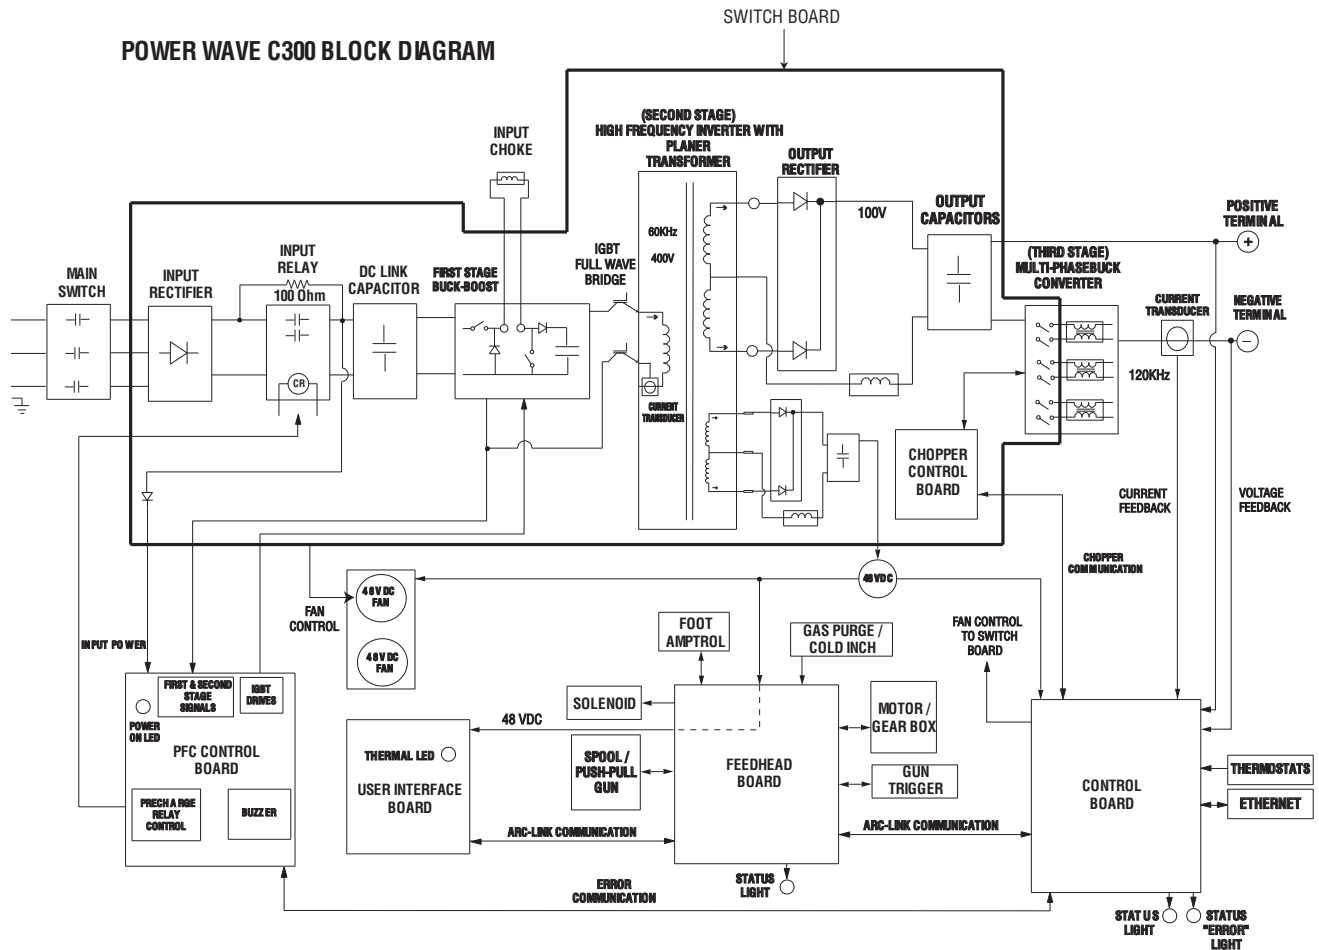 SWITCH BOARD
POWER WAVE C300 BLOCK DIAGRAM
(SECOND STAGE)
HIGH FREQUENCY INVERTER WITH
PLANER
TRANSFORMER
INPUT
CHOKE
OUTPUT
RECTIFIER
100V
OUTPUT
CAPACITORS
POSITIVE
TERMINAL
+
60KHz
400V
IGBT
FULL WAVE
BRIDGE
INPUT
RELAY
100 Ohm
MAIN
SWITCH
INPUT
RECTIFIER
DC LINK
CAPACITOR
FIRST STAGE
BUCK-BOOST
(THIRD STAGE)
MULTI-PHASEBUCK
CONVERTER
CURRENT
TRANSDUCER
NEGATIVE
TERMINAL
−
120KHz
CR
CURRENT
TRANSDUCER
CHOPPER
CONTROL
BOARD
CURRENT
FEEDBACK
VOLTAGE
FEEDBACK
CHOPPER
COMMUNICATION
48VDC
48VDC
FAN
FAN
CONTROL
48VDC
FAN
INPUT POWER
FOOT
AMPTROL
GAS PURGE /
COLD INCH
FAN CONTROL
TO SWITCH
BOARD
FIRST & SECOND
STAGE
SIGNALS
IGBT
DRIVES
POWER
ON LED
PFC CONTROL
BOARD
PRECHARGE
RELAY
CONTROL
BUZZER
SOLENOID
48 VDC
MOTOR /
GEAR BOX
THERMAL LED
USER INTERFACE
BOARD
SPOOL /
PUSH-PULL
GUN
FEEDHEAD
BOARD
GUN
TRIGGER
CONTROL
BOARD
THERMOSTATS
ETHERNET
ARC-LINK COMMUNICATION
ARC-LINK COMMUNICATION
ERROR
COMMUNICATION
STATUS
LIGHT
STATUS
LIGHT
STATUS
"ERROR"
LIGHT